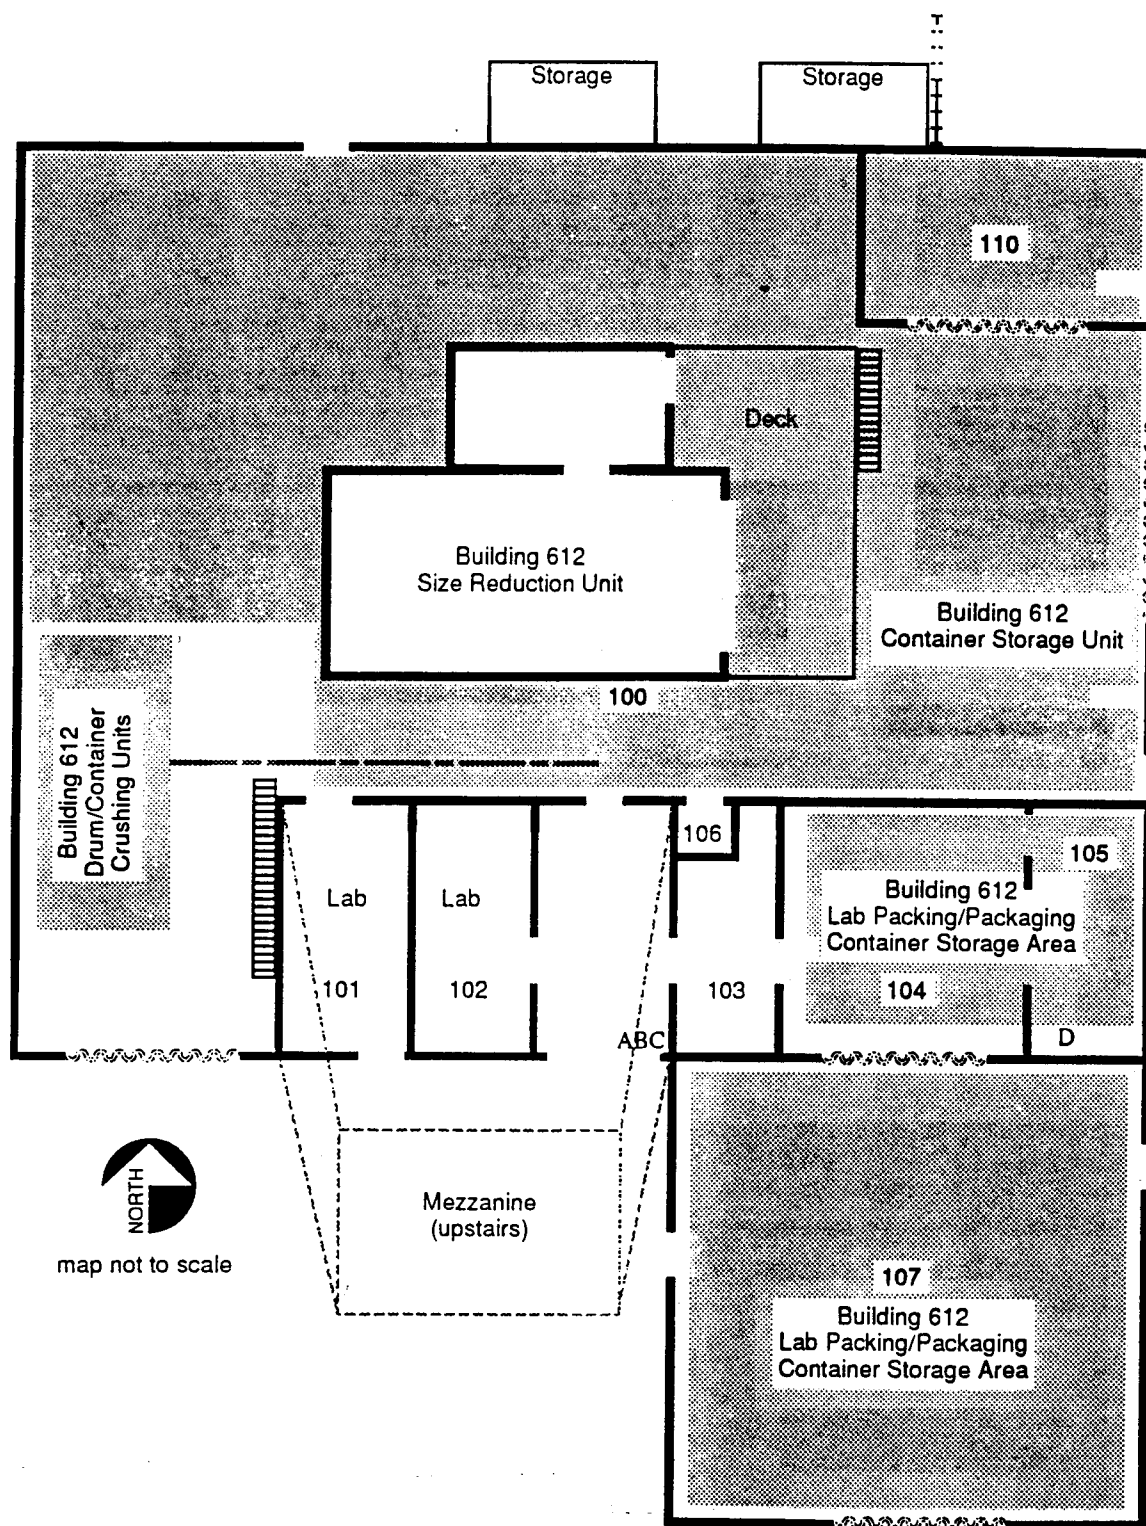 Storage
Storage
110
Deck
Building 612
Size Reduction Unit
Building 612
Container Storage Unit
100
Building 612
Drum/Container
Crushing Units
106
105
Lab
Lab
Building 612
Lab Packing/Packaging
Container Storage Area
101
102
103
104
ABC
D
NORTH
map not to scale
Mezzanine
(upstairs)
107
Building 612
Lab Packing/Packaging
Container Storage Area